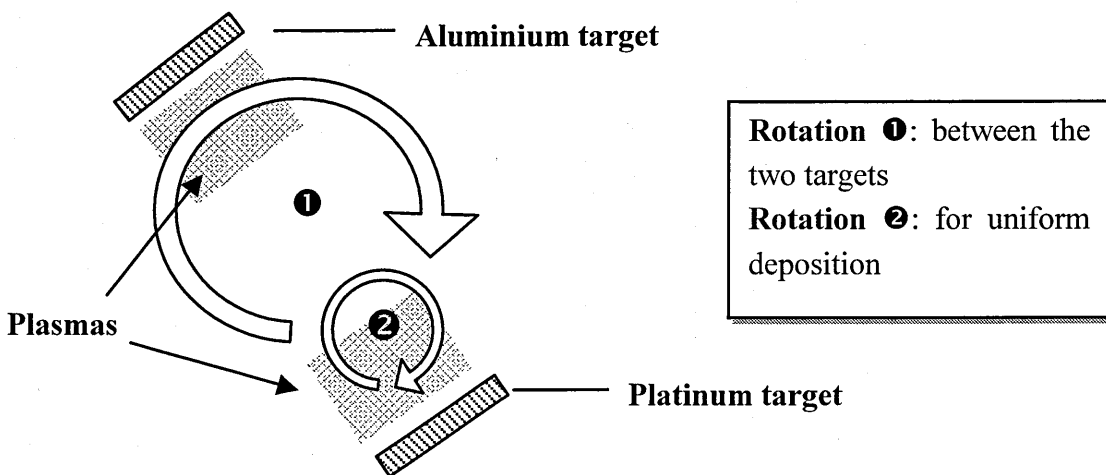 Aluminium target
Rotation ❶: between the
two targets
Rotation ❷: for uniform
deposition
❶
Plasmas
❷
Platinum target